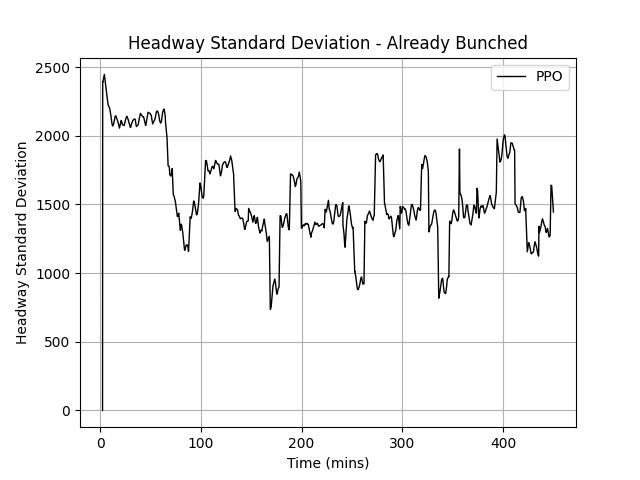 Headway Standard Deviation - Already Bunched
PPO
Headway Standard Deviation
2500
2000
1500
1000
500
0
0 100 200 300 400
Time (mins)